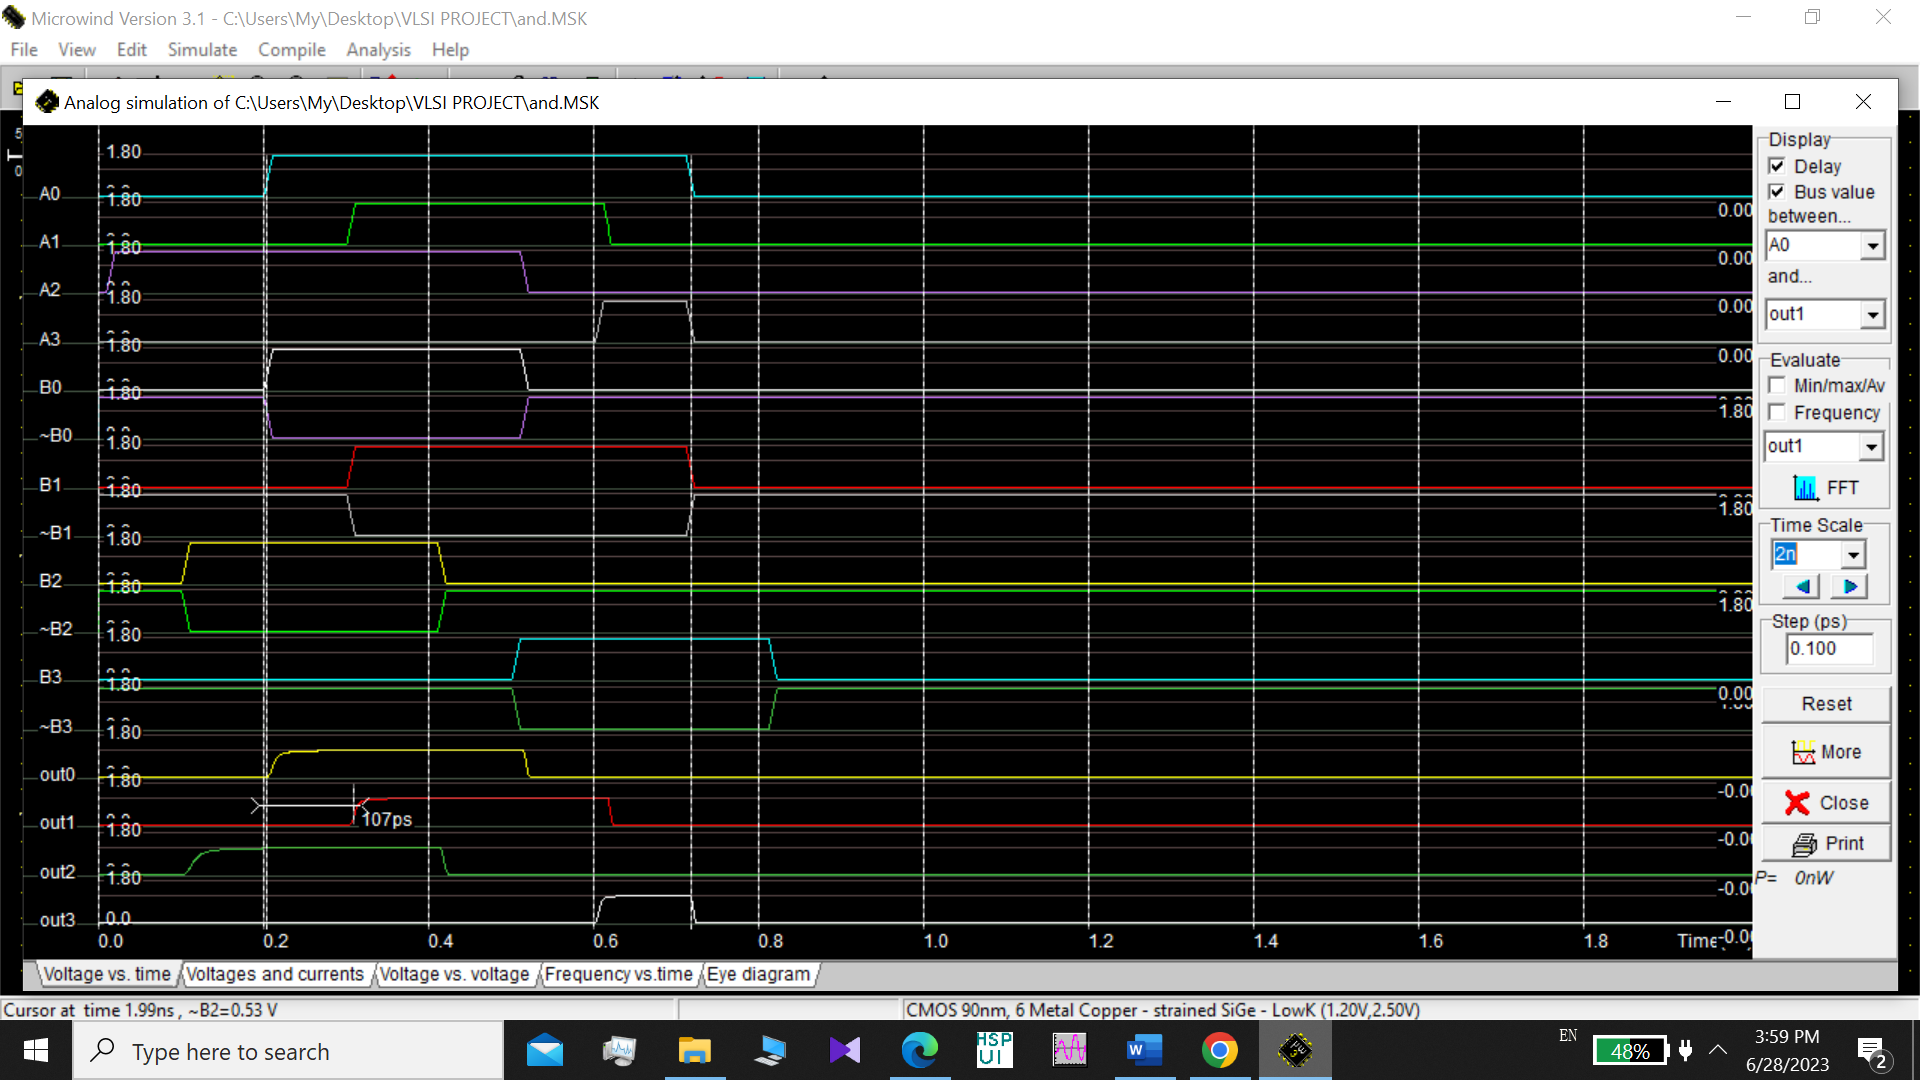 Microwind Version 3.1 - C:\Users\My\Desktop\VLSI PROJECT\and.MSK
File View Edit Simulate Compile Analysis Help
Analog simulation of C:\Users\My\Desktop\VLSI PROJECT\and.MSK
5
0
1.80
A0
1.80
0.00
A1
1.80
0.00
A2
1.80
0.00
A3
1.80
0.00
B0
1.80
1.80
~B0
1.80
B1
1.80
1.80
~B1
1.80
B2
1.80
1.80
~B2
1.80
B3
1.80
0.00
~B3
1.80
out0
1.80
-0.0
out1
107ps
1.80
-0.0
out2
1.80
-0.0
out3
0.0
-0.0
0.0 0.2 0.4 0.6 0.8 1.0 1.2 1.4 1.6 1.8 Time
Display
Delay
Bus value
between...
A0
and...
out1
Evaluate
Min/max/Av
Frequency
out1
FFT
Time Scale
2n
Step (ps)
0.100
Reset
More
Close
Print
P= 0nW
Voltage vs. time Voltages and currents Voltage vs. voltage Frequency vs.time Eye diagram
Cursor at time 1.99ns , ~B2=0.53 V
CMOS 90nm, 6 Metal Copper - strained SiGe - LowK (1.20V,2.50V)
Type here to search
HSP
UI
W
EN
48%
3:59 PM
6/28/2023
2